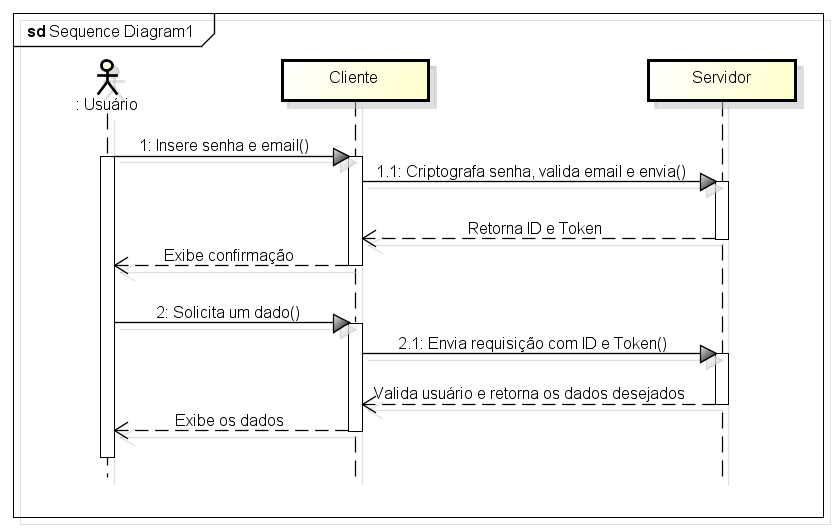 sd Sequence Diagram1
: Usuário
Cliente
Servidor
1: Insere senha e email()
1.1: Criptografa senha, valida email e envia()
Retorna ID e Token
Exibe confirmação
2: Solicita um dado()
2.1: Envia requisição com ID e Token()
Valida usuário e retorna os dados desejados
Exibe os dados